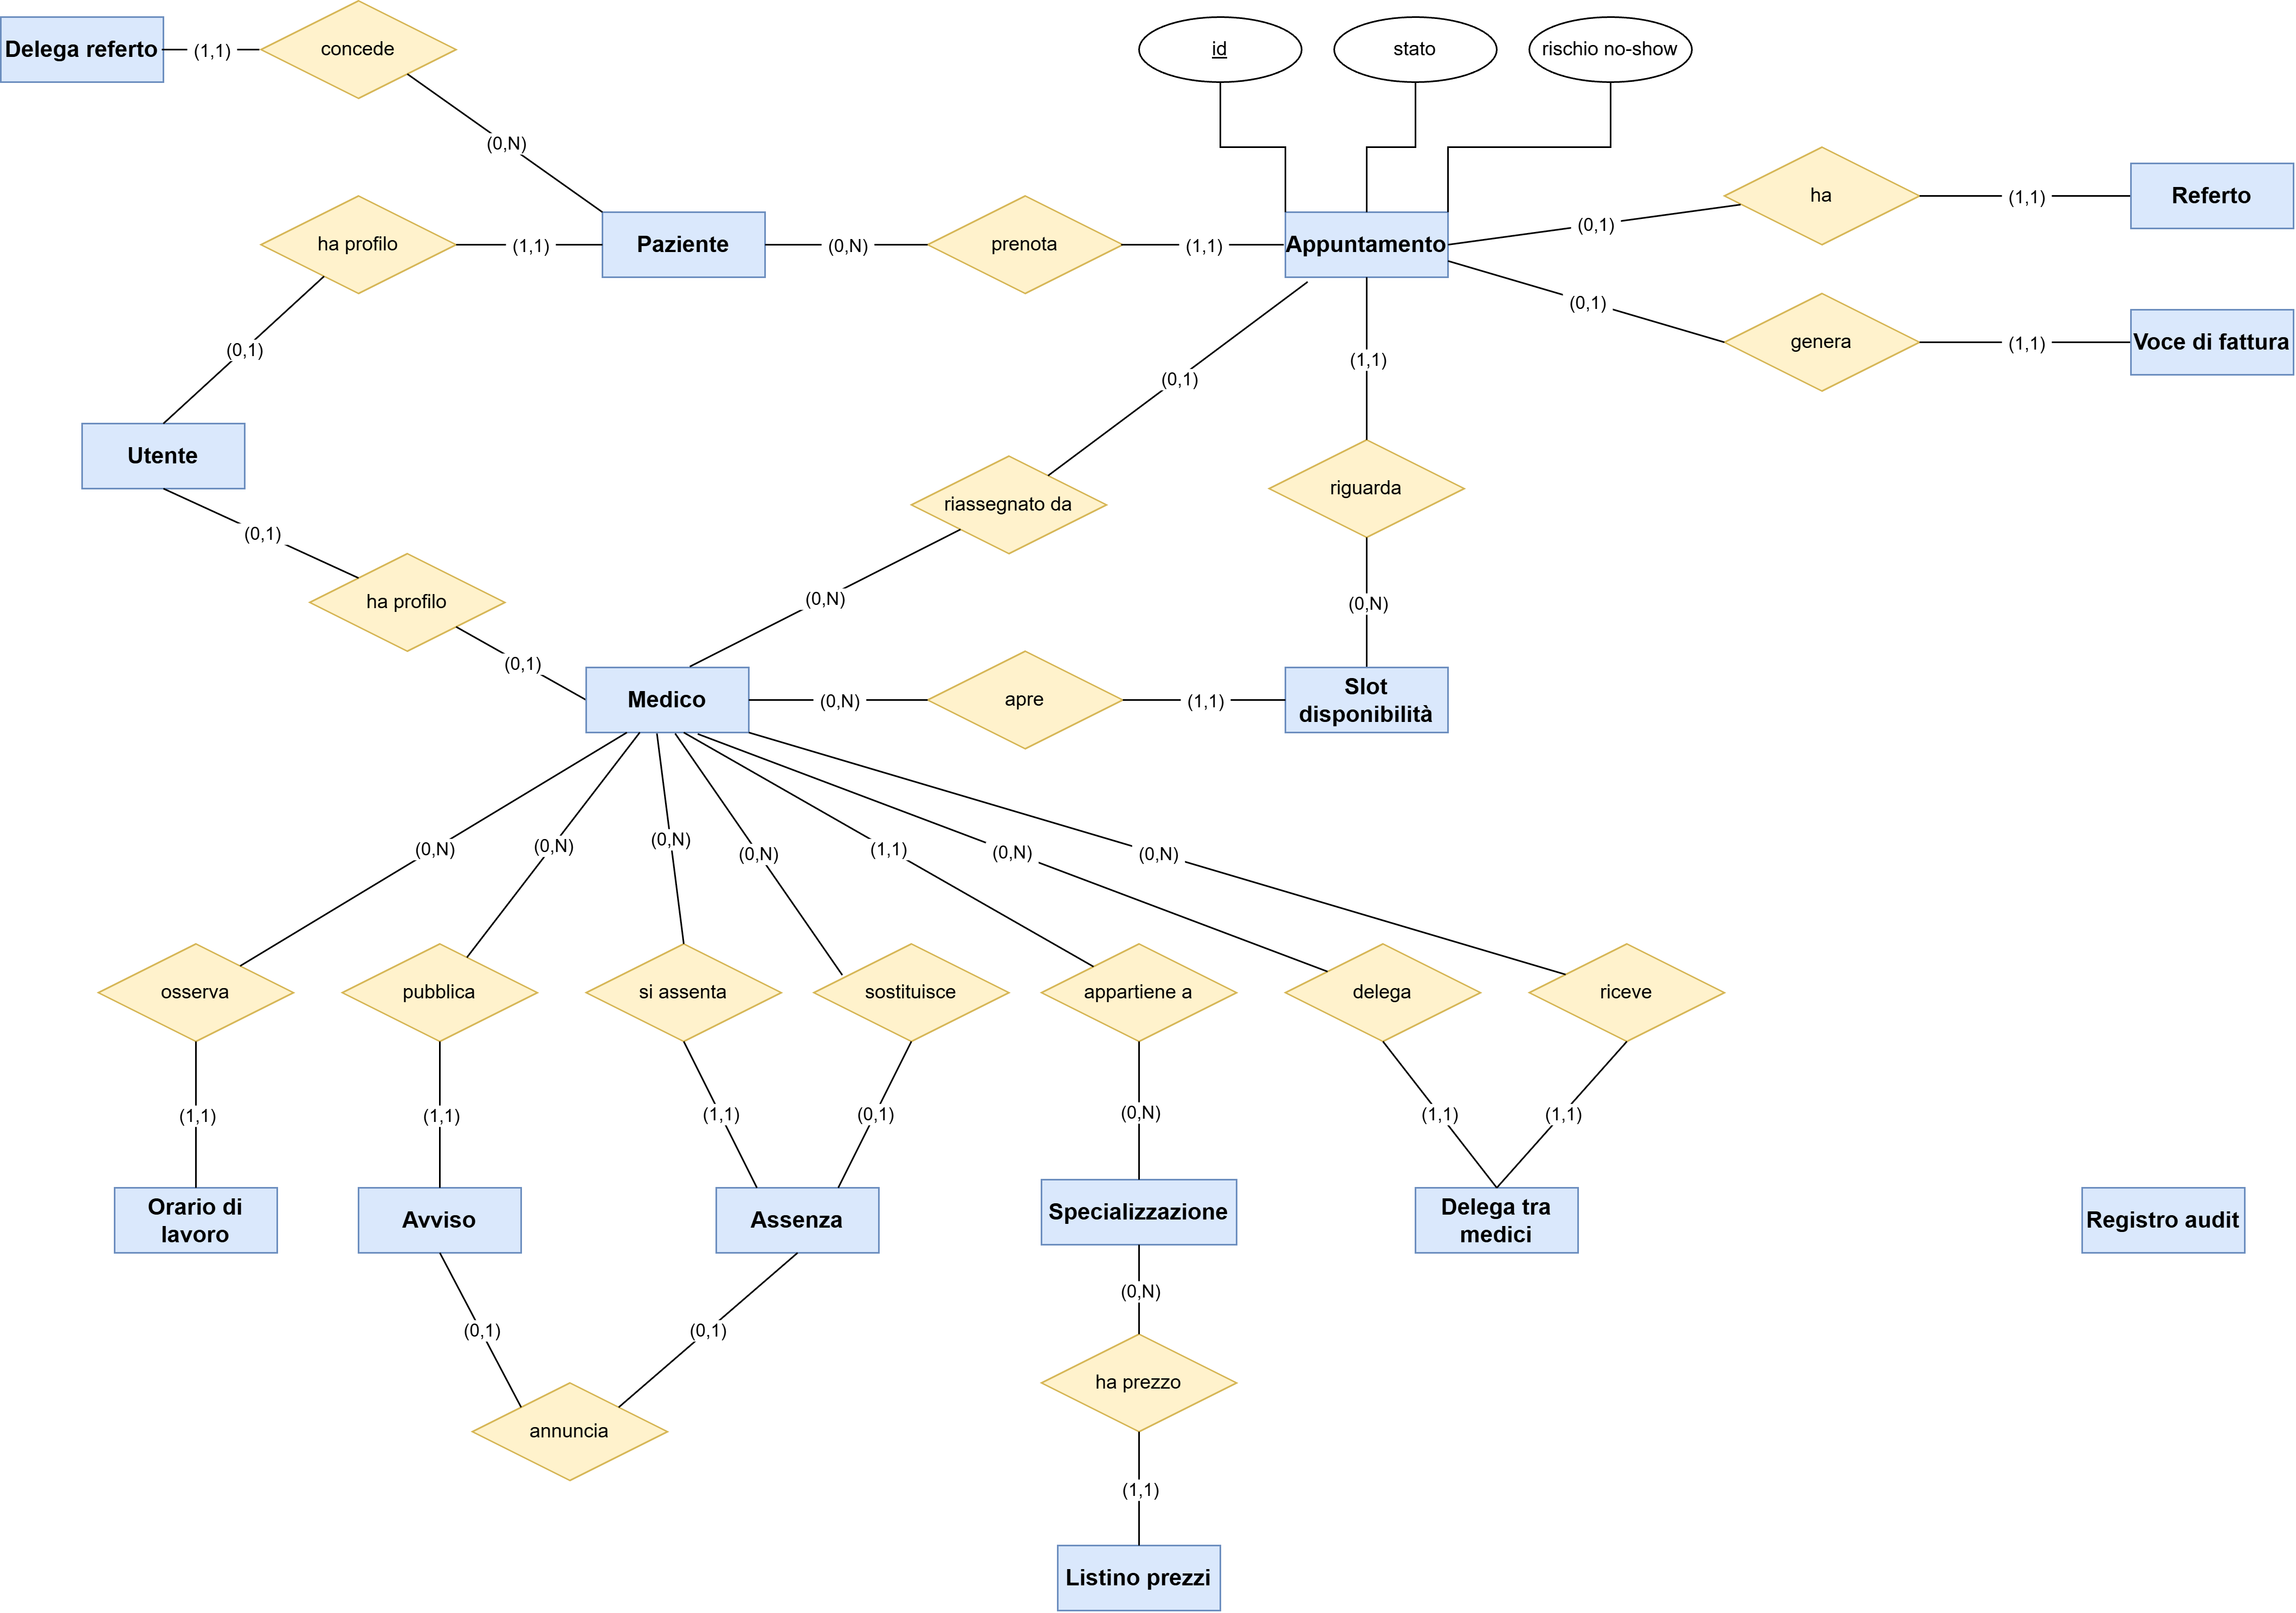 Delega referto
(1,1)
concede
id
stato
rischio no-show
(0,N)
ha profilo
(1,1)
Paziente
(0,N)
prenota
(1,1)
Appuntamento
(0,1)
ha
(1,1)
Referto
(0,1)
genera
(1,1)
Voce di fattura
(0,1)
(0,1)
(1,1)
Utente
riassegnato da
riguarda
(0,1)
ha profilo
(0,N)
(0,N)
(0,1)
Medico
(0,N)
apre
(1,1)
Slot
disponibilità
(0,N)
(0,N)
(0,N)
(0,N)
(1,1)
(0,N)
(0,N)
osserva
pubblica
si assenta
sostituisce
appartiene a
delega
riceve
(1,1)
(1,1)
(1,1)
(0,1)
(0,N)
(1,1)
(1,1)
Orario di
lavoro
Avviso
Assenza
Specializzazione
Delega tra
medici
Registro audit
(0,1)
(0,1)
(0,N)
annuncia
ha prezzo
(1,1)
Listino prezzi